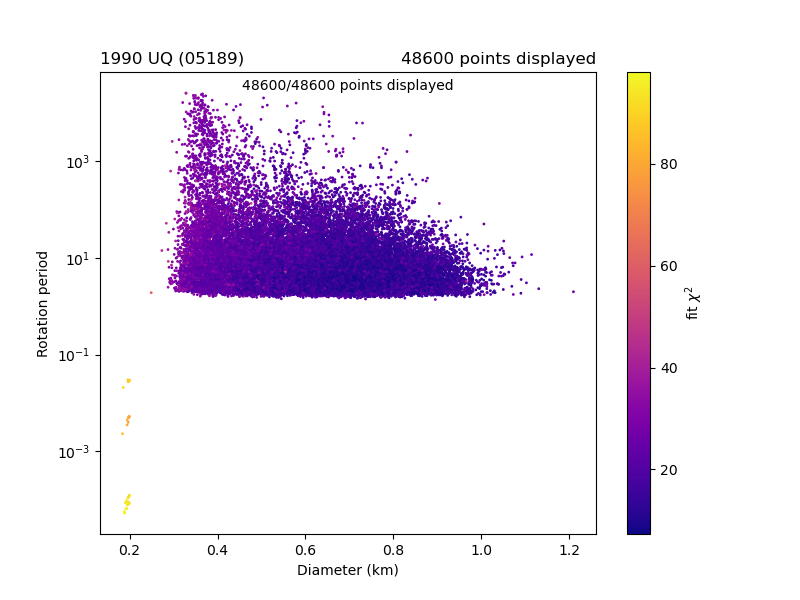 1990 UQ (05189)
48600 points displayed
48600/48600 points displayed
Rotation period
10³
10¹
10⁻¹
10⁻³
0.2
0.4
0.6
0.8
1.0
1.2
Diameter (km)
80
60
40
20
fit χ²